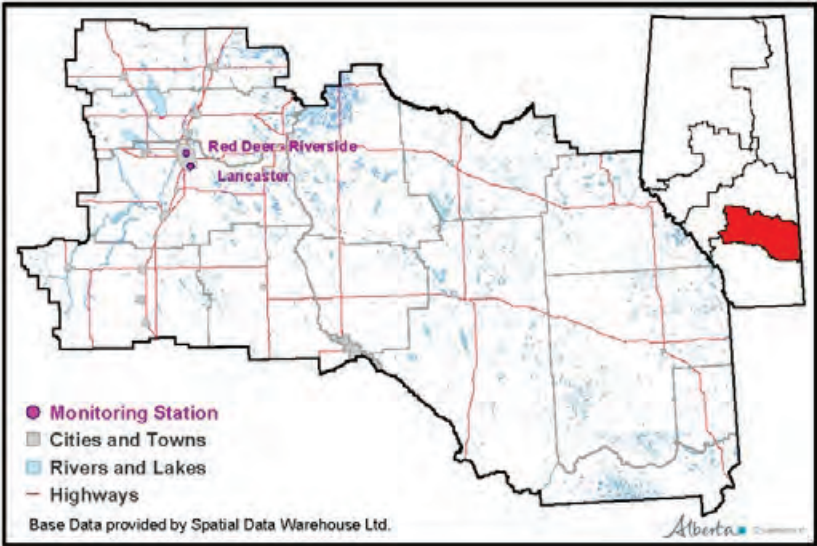 Red Deer - Riverside
Lancaster
Monitoring Station
Cities and Towns
Rivers and Lakes
Highways
Base Data provided by Spatial Data Warehouse Ltd.
Alberta